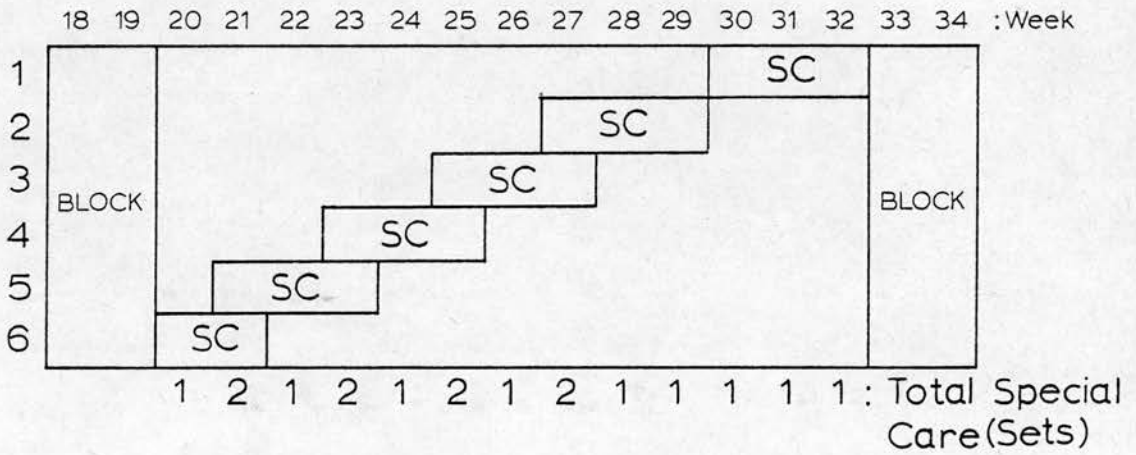 18 19 20 21 22 23 24 25 26 27 28 29 30 31 32 33 34 : Week
1 SC
2 SC
3 SC
BLOCK BLOCK
4 SC
5 SC
6 SC
1 2 1 2 1 2 1 2 1 1 1 1 1 : Total Special
Care (Sets)